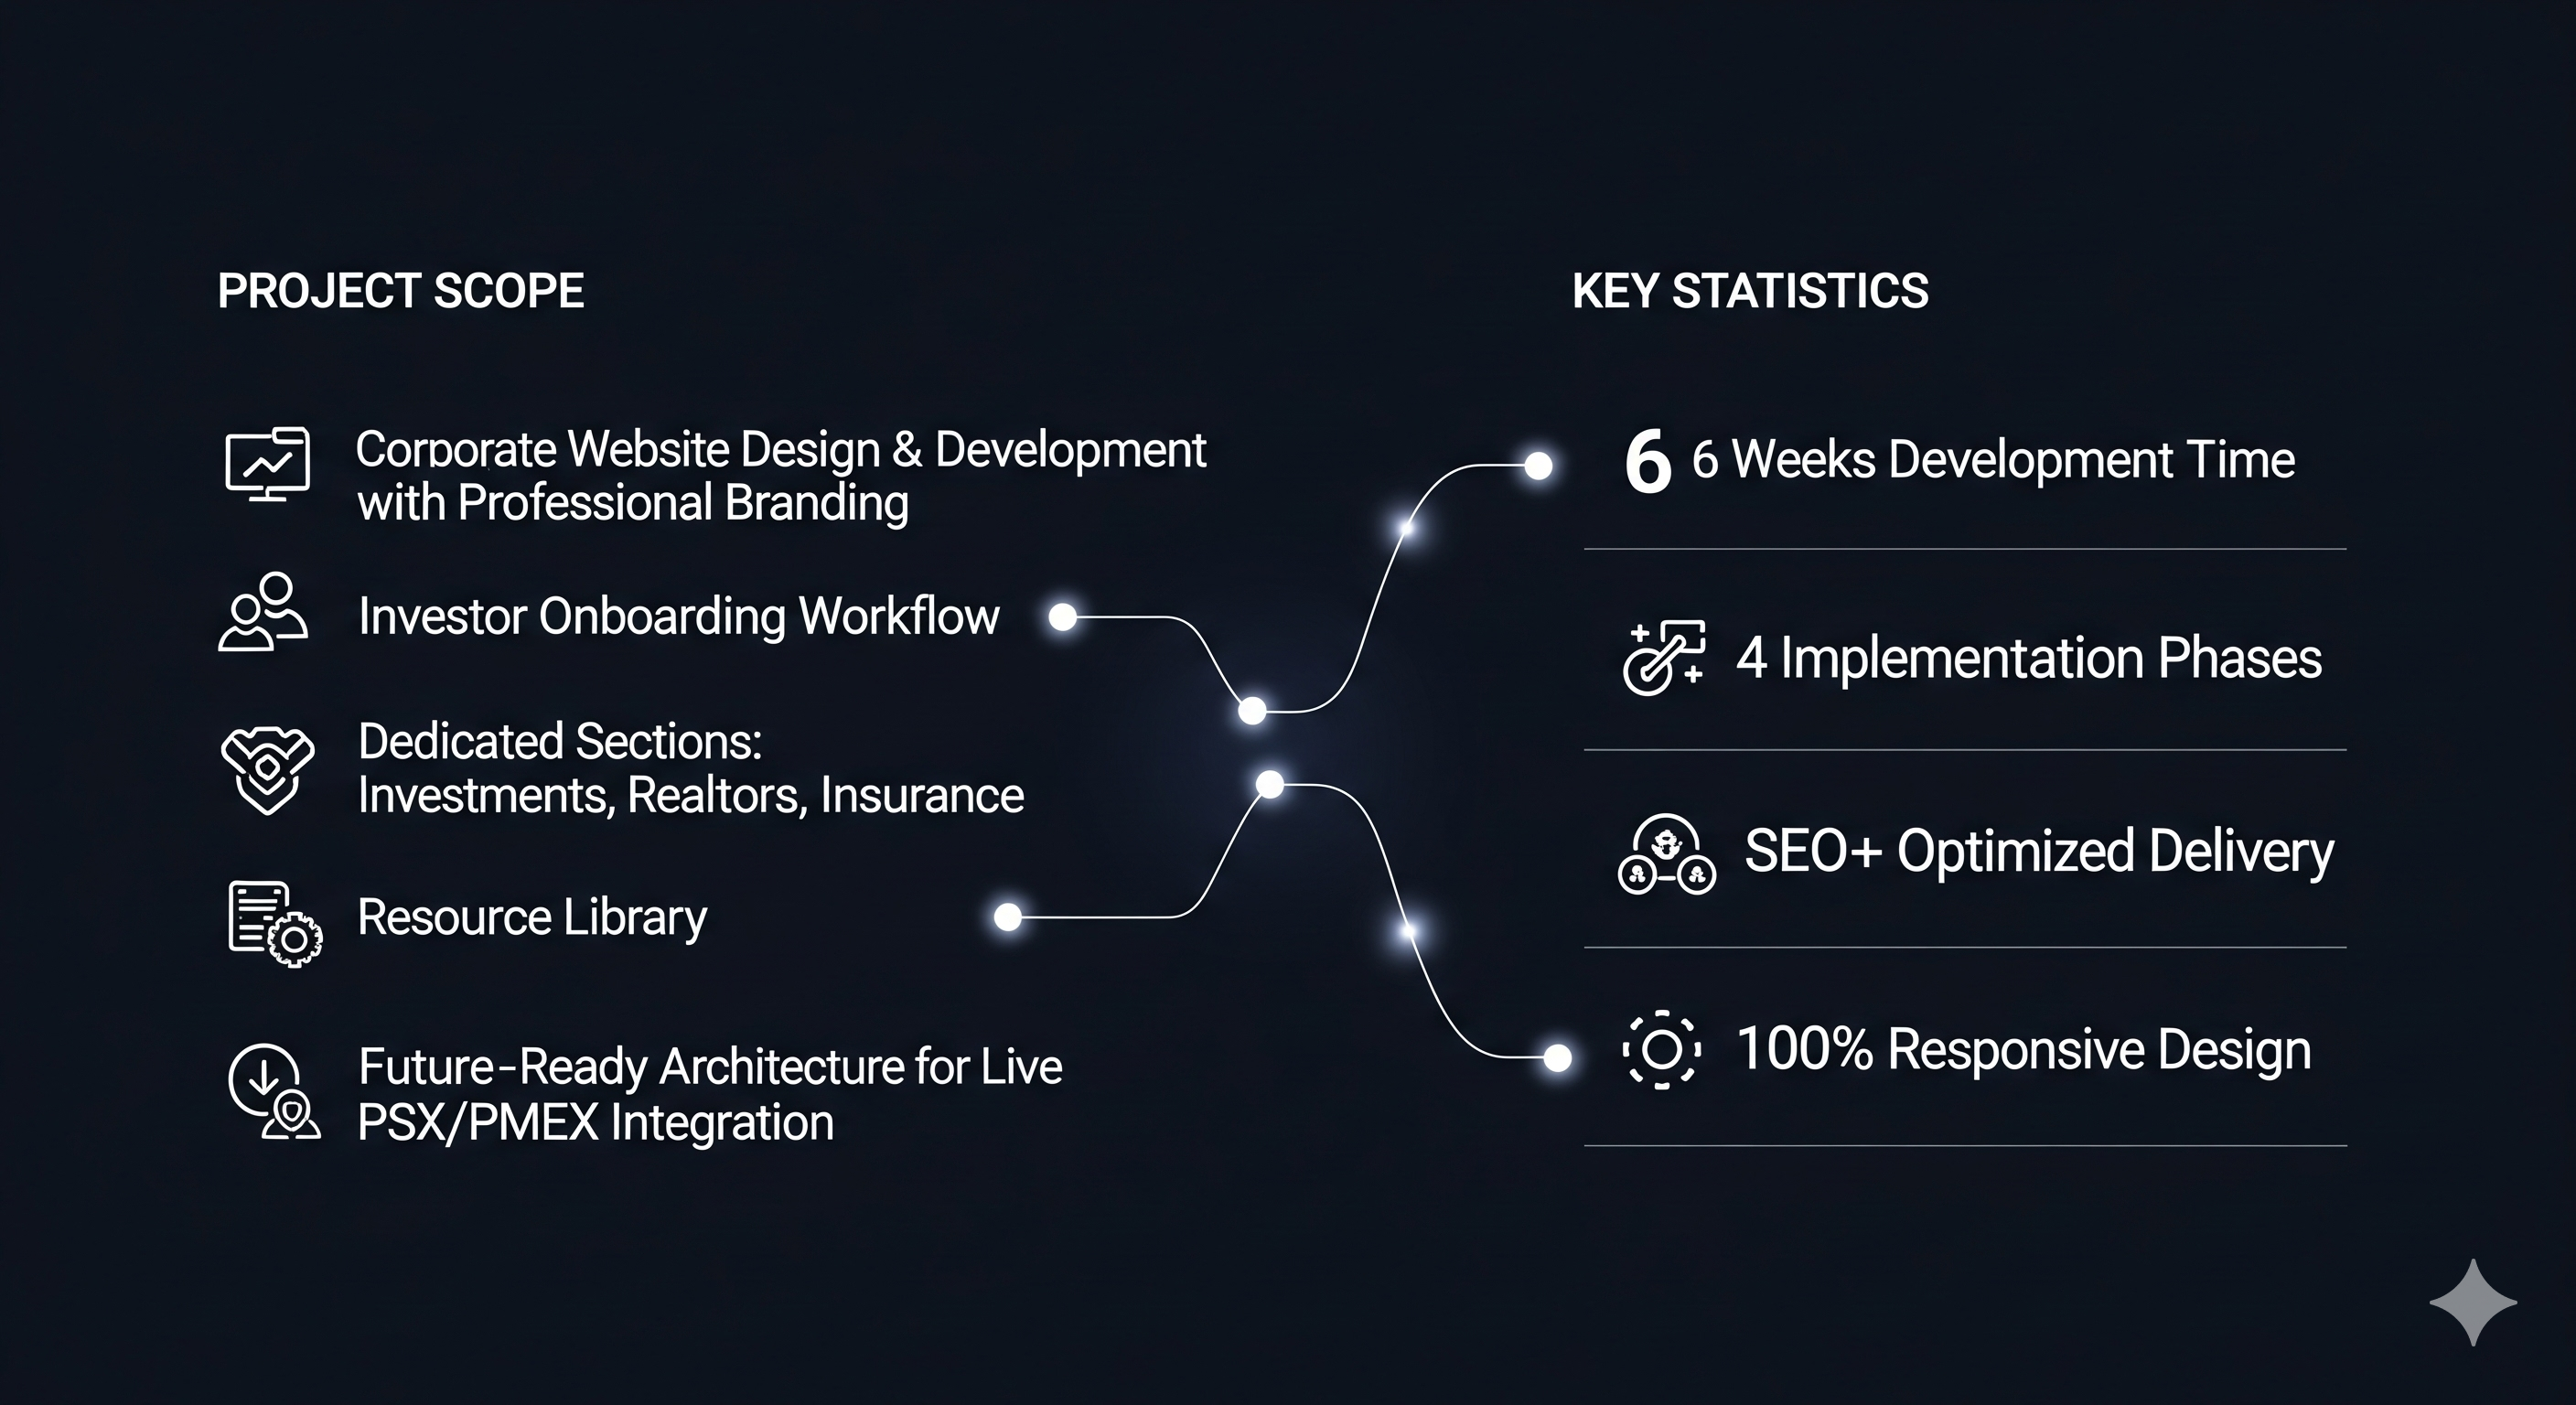 PROJECT SCOPE
Corporate Website Design & Development
with Professional Branding
Investor Onboarding Workflow
Dedicated Sections:
Investments, Realtors, Insurance
Resource Library
Future-Ready Architecture for Live
PSX/PMEX Integration
KEY STATISTICS
6 6 Weeks Development Time
4 Implementation Phases
SEO+ Optimized Delivery
100% Responsive Design